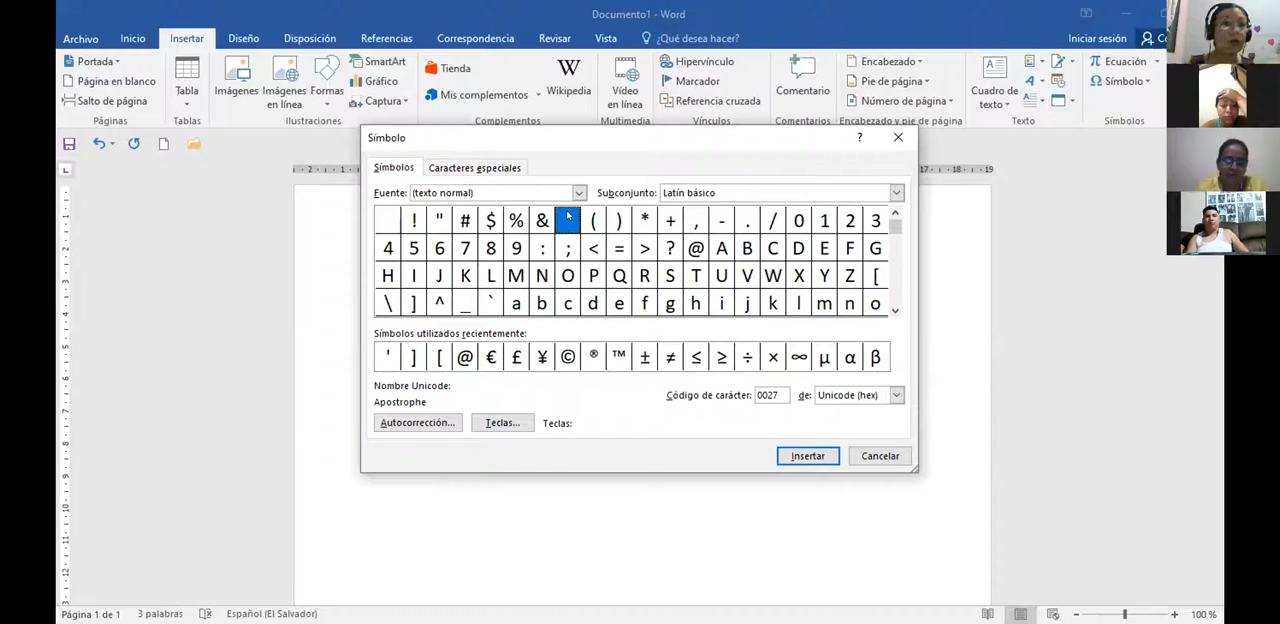 Documento1 - Word
Archivo Inicio Insertar Diseño Disposición Referencias Correspondencia Revisar Vista ¿Qué desea hacer? Iniciar sesión
Portada
Página en blanco
Salto de página
Páginas
Tabla
Tablas
Imágenes
Imágenes en línea
Formas
SmartArt
Gráfico
Captura
Ilustraciones
Tienda
Mis complementos
Wikipedia
Complementos
Vídeo en línea
Multimedia
Hipervínculo
Marcador
Referencia cruzada
Vínculos
Comentario
Comentarios
Encabezado
Pie de página
Número de página
Encabezado y pie de página
Cuadro de texto
Texto
π Ecuación
Ω Símbolo
Símbolos
Símbolo ?
Símbolos Caracteres especiales
Fuente: (texto normal) Subconjunto: Latín básico
! " # $ % & ( ) * + , - . / 0 1 2 3
4 5 6 7 8 9 : ; < = > ? @ A B C D E F G
H I J K L M N O P Q R S T U V W X Y Z [
\ ] ^ _ ` a b c d e f g h i j k l m n o
Símbolos utilizados recientemente:
' ] [ @ € £ ¥ © ® ™ ± ≠ ≤ ≥ ÷ × ∞ µ α β
Nombre Unicode:
Apostrophe
Código de carácter: 0027 de: Unicode (hex)
Autocorrección... Teclas... Teclas:
Insertar Cancelar
2 1 17 18 19
Página 1 de 1 3 palabras Español (El Salvador) 100 %